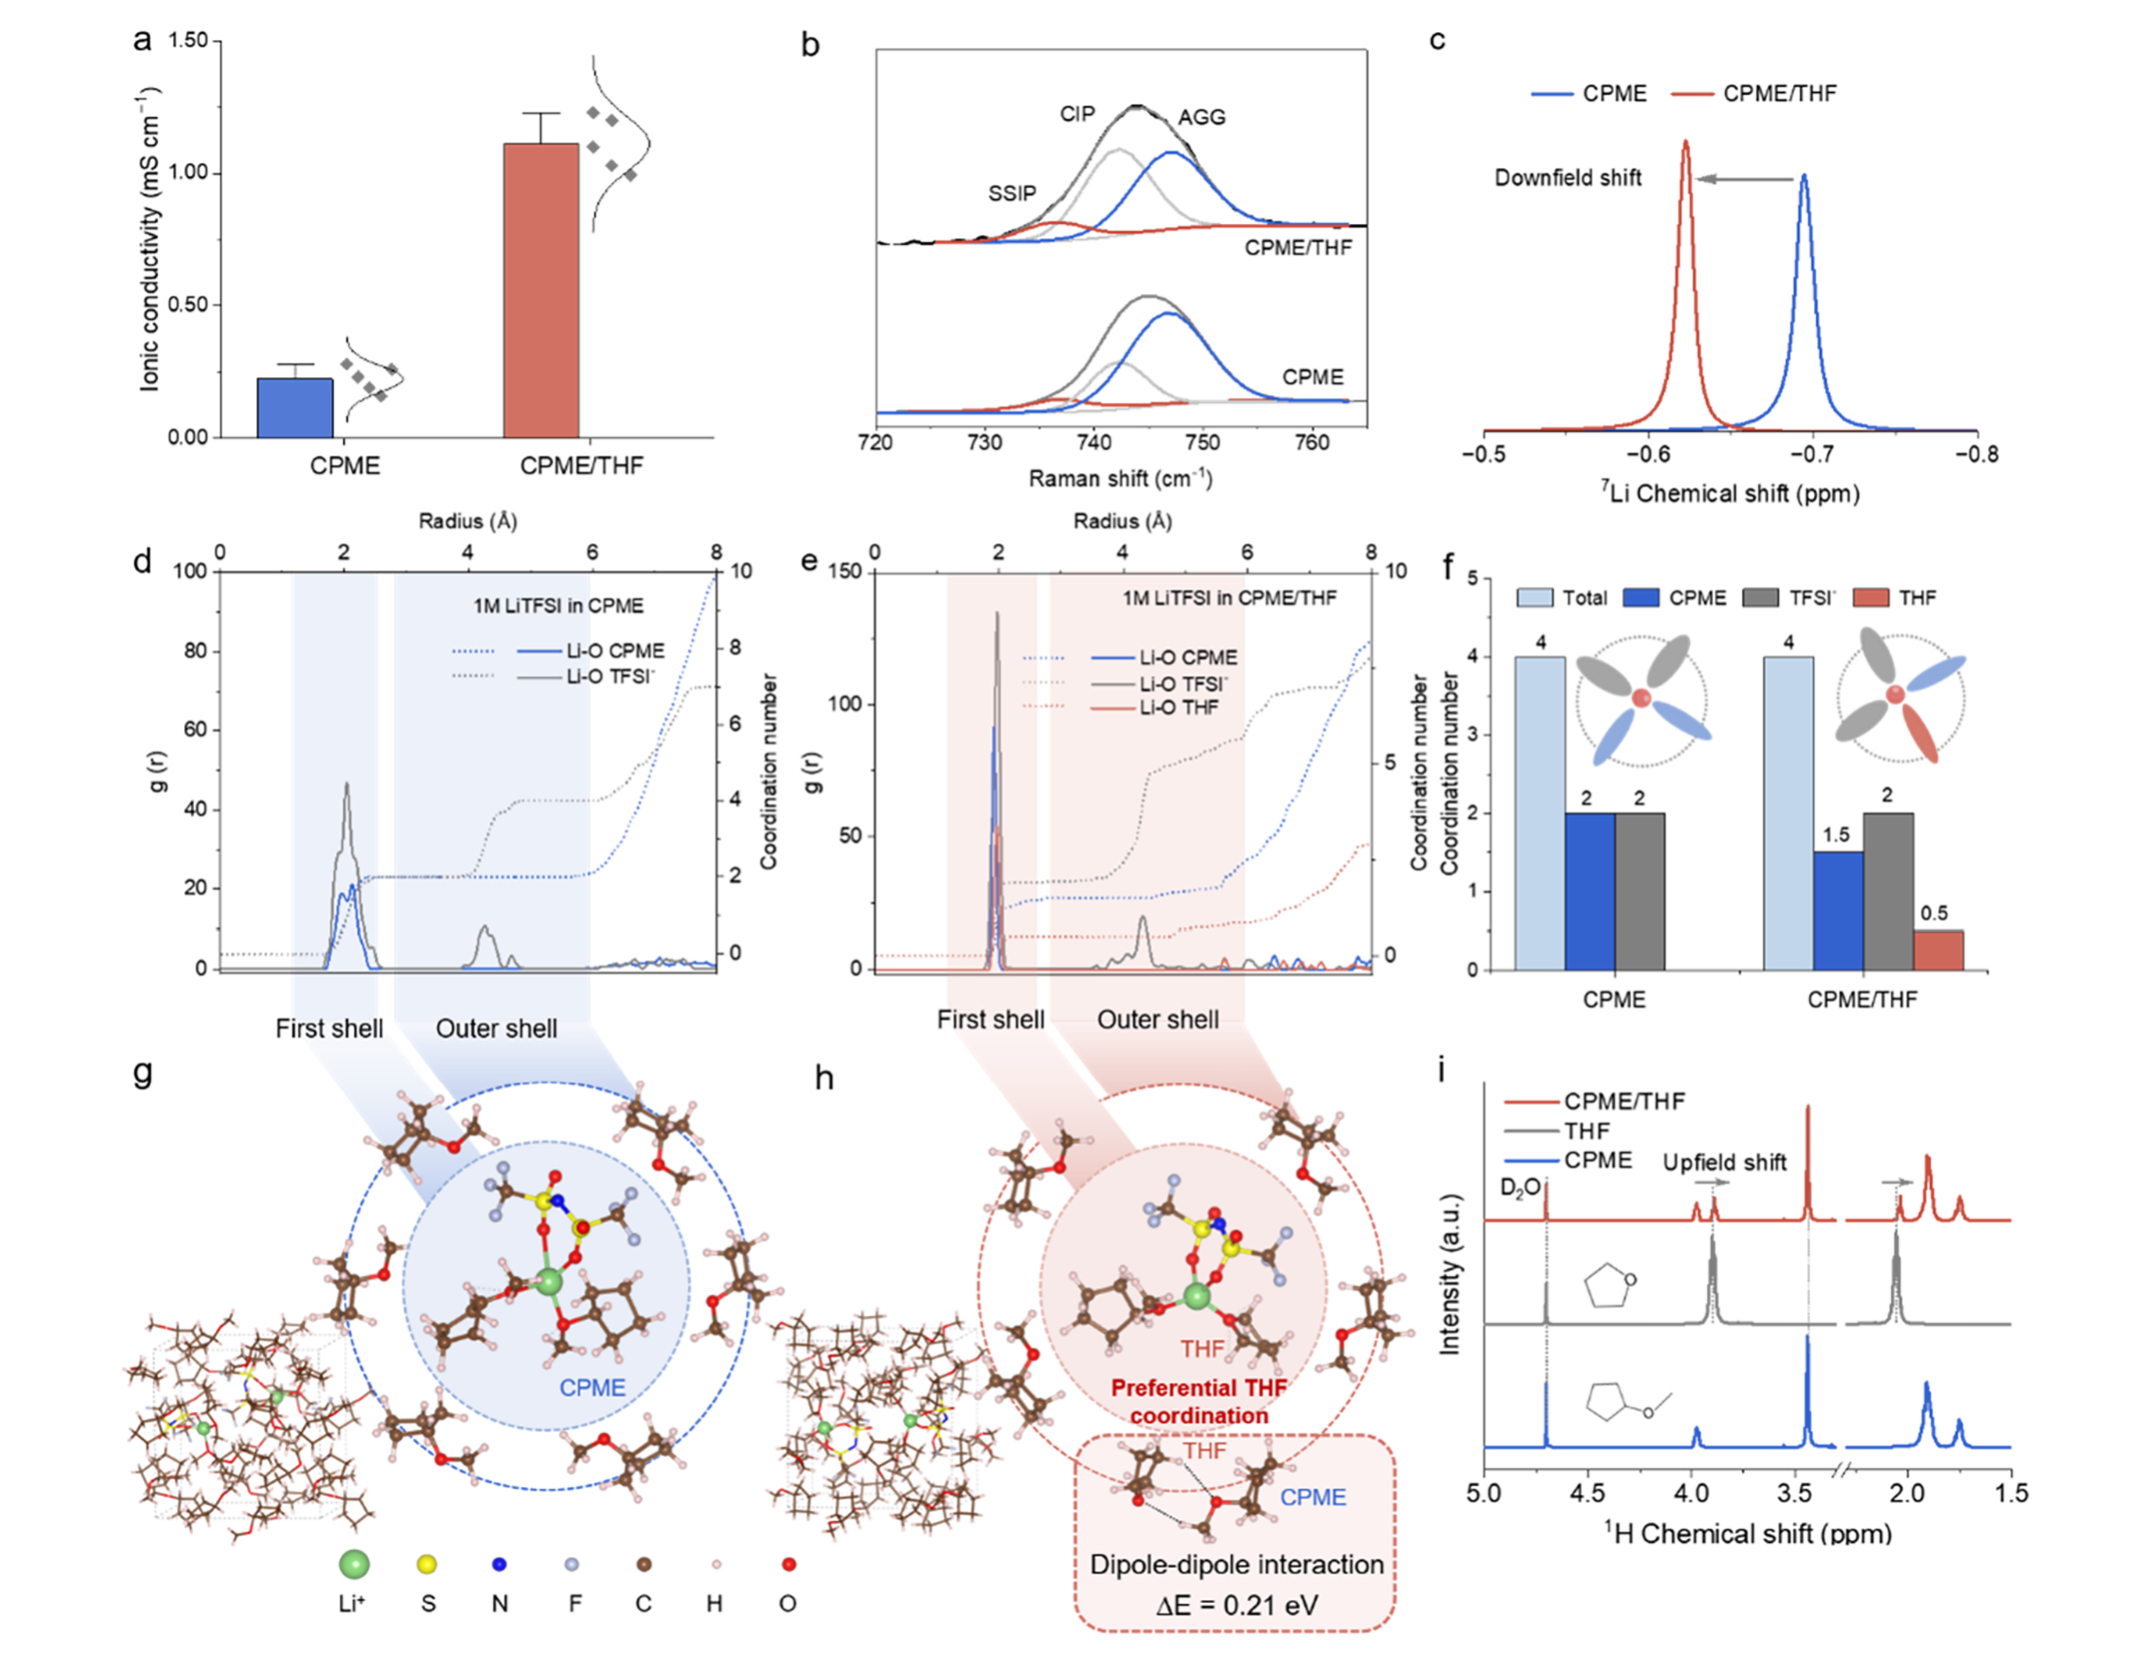 a
1.50
1.00
0.50
0.00
Ionic conductivity (mS cm⁻¹)
CPME
CPME/THF
b
CIP
AGG
SSIP
CPME/THF
CPME
720
730
740
750
760
Raman shift (cm⁻¹)
c
CPME
CPME/THF
Downfield shift
−0.5
−0.6
−0.7
−0.8
⁷Li Chemical shift (ppm)
d
Radius (Å)
0
2
4
6
8
100
80
60
40
20
0
g (r)
10
8
6
4
2
0
Coordination number
1M LiTFSI in CPME
Li-O CPME
Li-O TFSI⁻
First shell
Outer shell
e
Radius (Å)
0
2
4
6
8
150
100
50
0
g (r)
10
5
0
Coordination number
1M LiTFSI in CPME/THF
Li-O CPME
Li-O TFSI⁻
Li-O THF
First shell
Outer shell
f
5
4
3
2
1
0
Coordination number
Total
CPME
TFSI⁻
THF
4
2
2
4
1.5
2
0.5
CPME
CPME/THF
g
CPME
h
THF
Preferential THF
coordination
THF
CPME
Dipole-dipole interaction
ΔE = 0.21 eV
Li⁺
S
N
F
C
H
O
i
CPME/THF
THF
CPME
Upfield shift
D₂O
O
O
Intensity (a.u.)
5.0
4.5
4.0
3.5
2.0
1.5
¹H Chemical shift (ppm)